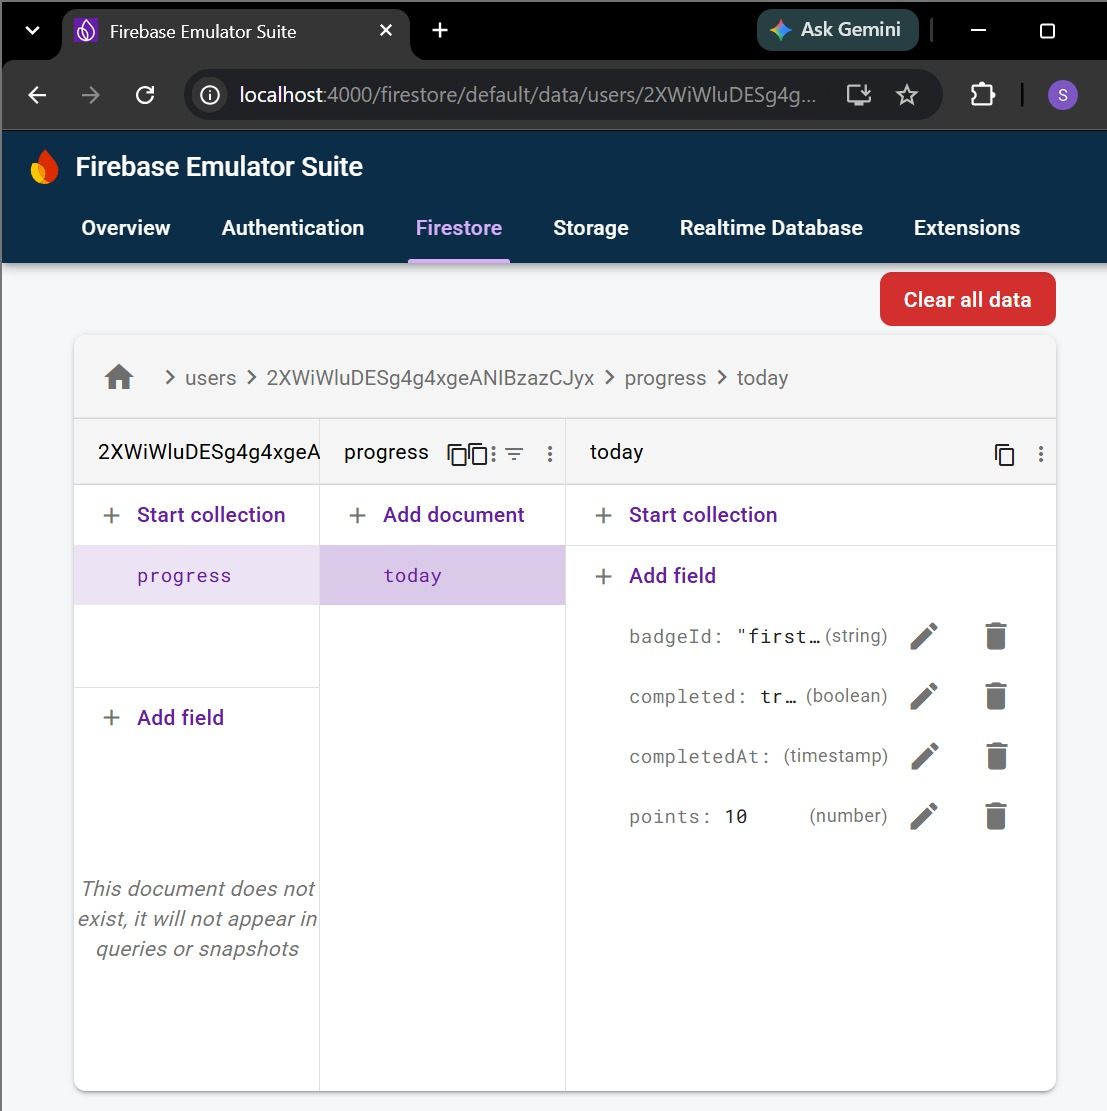 Firebase Emulator Suite
Ask Gemini
localhost:4000/firestore/default/data/users/2XWiWluDESg4g...
S
Firebase Emulator Suite
Overview Authentication Firestore Storage Realtime Database Extensions
Clear all data
users 2XWiWluDESg4g4xgeANIBzazCJyx progress today
2XWiWluDESg4g4xgeA progress today
Start collection Add document Start collection
progress today Add field
badgeId: "first… (string)
completed: tr… (boolean)
Add field
completedAt: (timestamp)
points: 10 (number)
This document does not
exist, it will not appear in
queries or snapshots